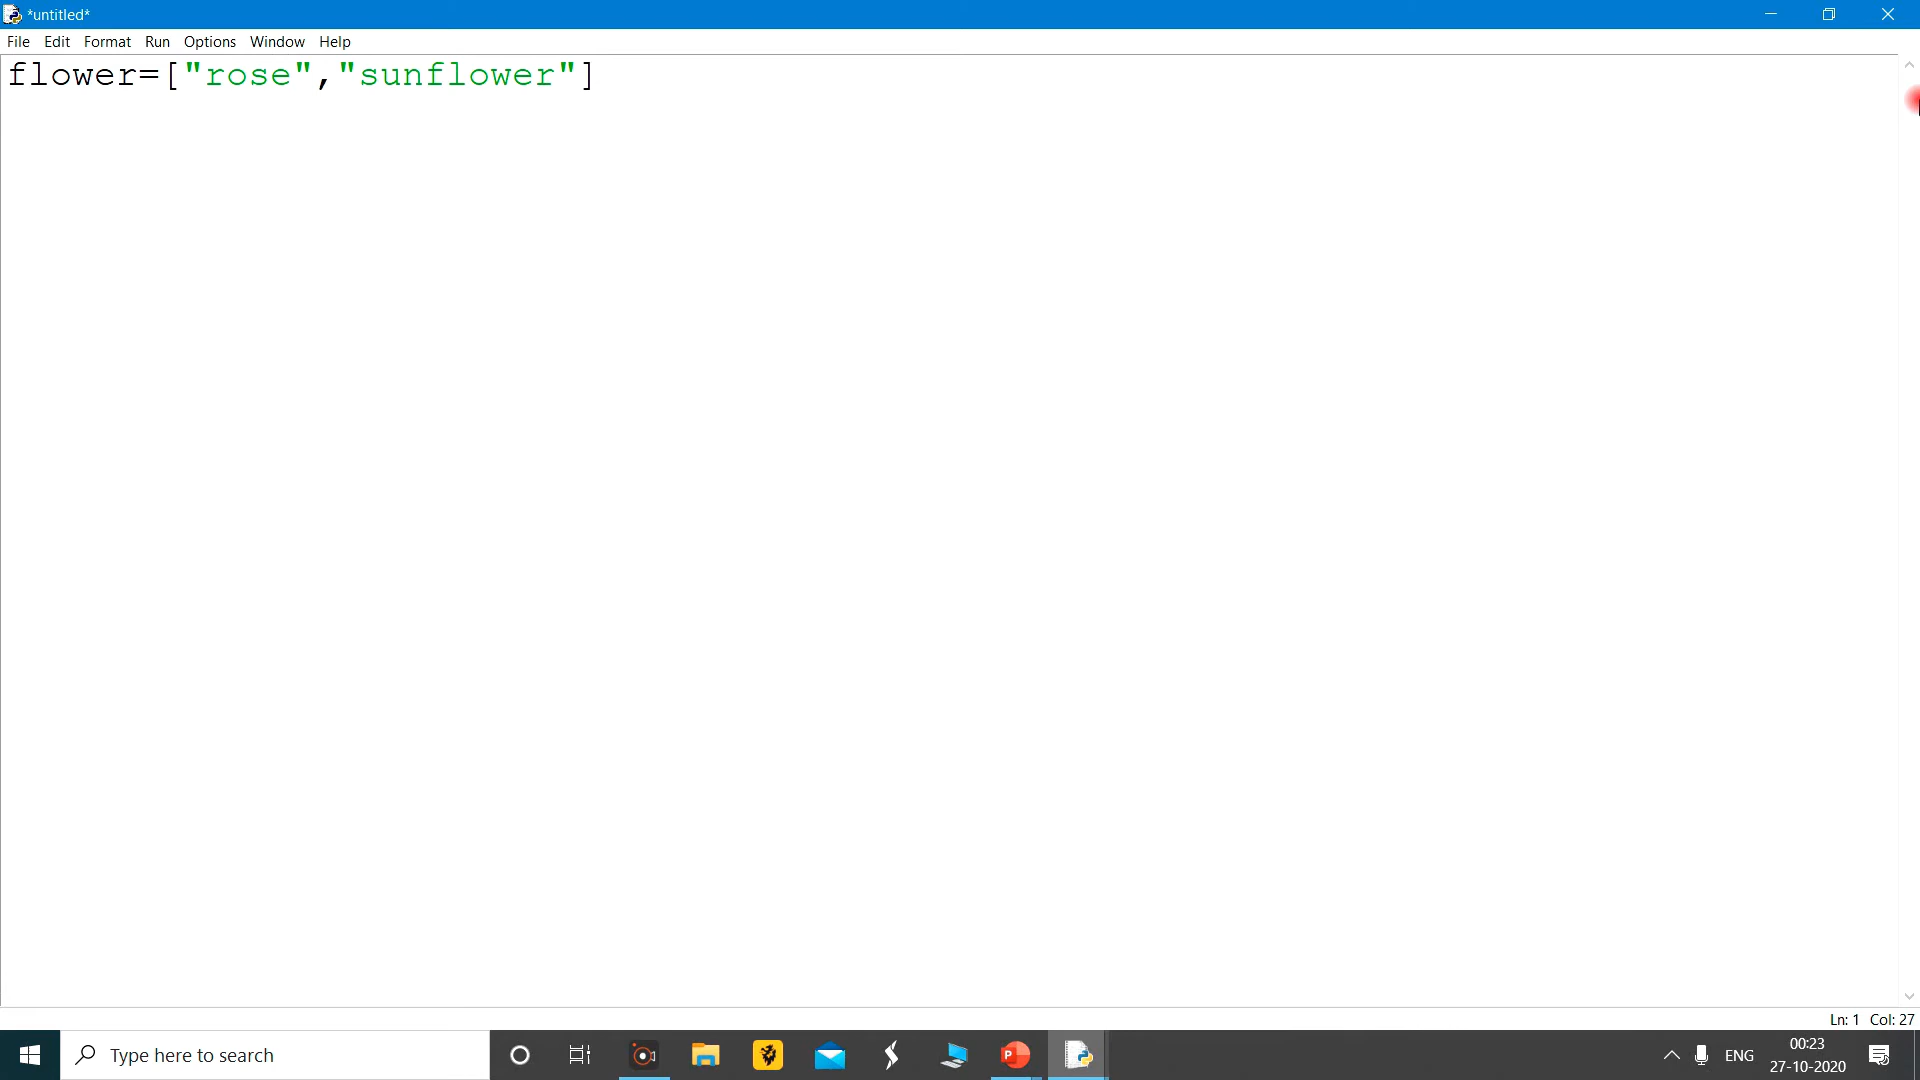 *untitled*
File Edit Format Run Options Window Help
flower=["rose","sunflower"]
Ln: 1 Col: 27
Type here to search
P
ENG
00:23
27-10-2020